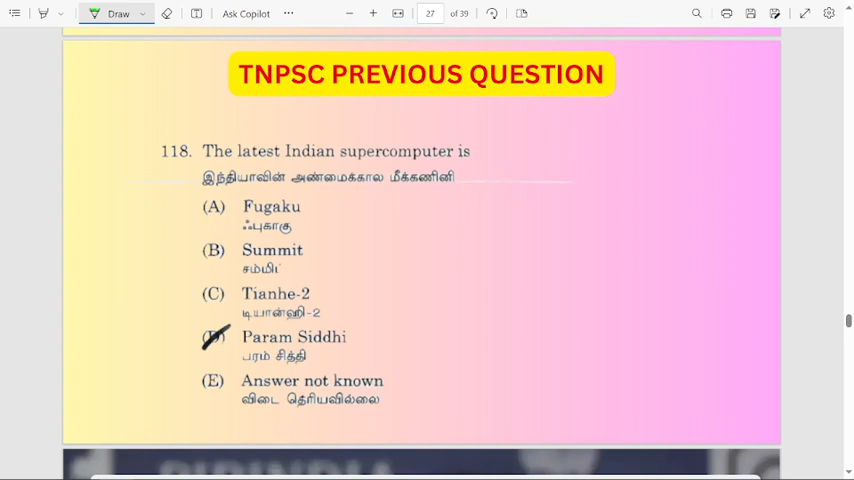 Draw
Ask Copilot
27 of 39
TNPSC PREVIOUS QUESTION
118. The latest Indian supercomputer is
இந்தியாவின் அண்மைக்கால மீக்கணினி
(A) Fugaku
ஃபுகாகு
(B) Summit
சம்மிட்
(C) Tianhe-2
டியான்ஹி-2
(D) Param Siddhi
பரம் சித்தி
(E) Answer not known
விடை தெரியவில்லை